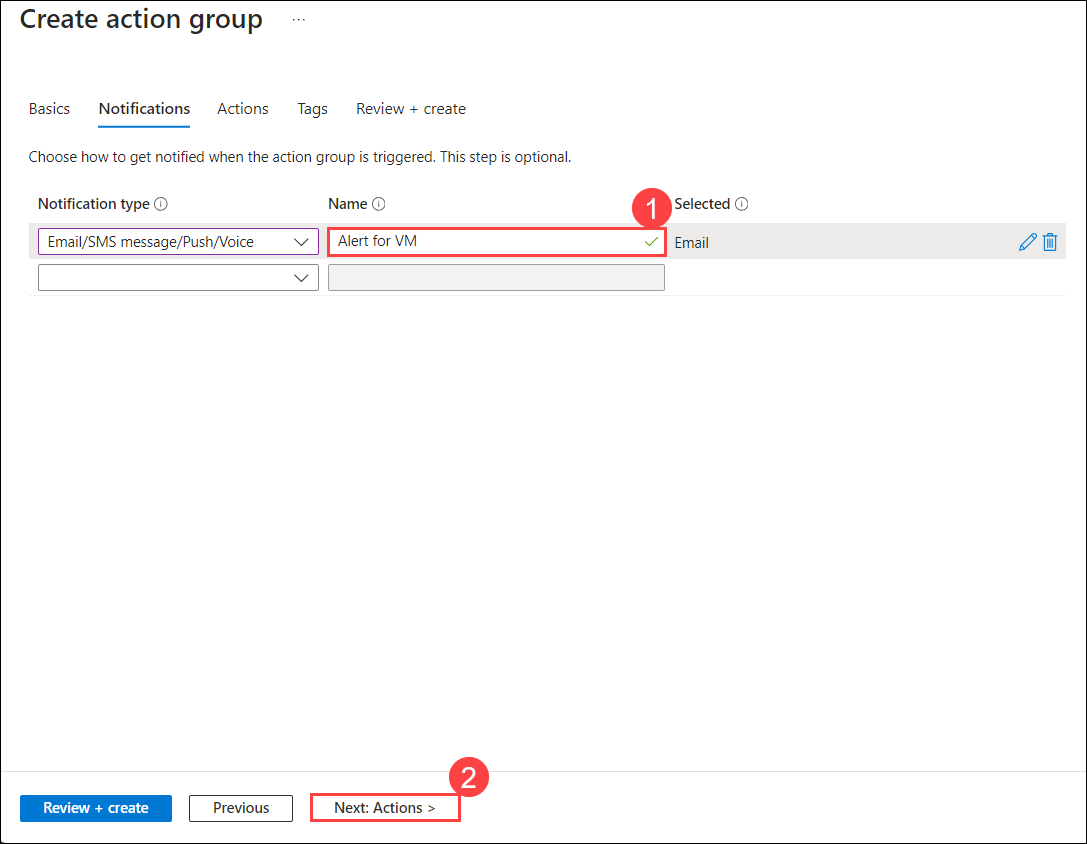 Create action group ...
Basics Notifications Actions Tags Review + create
Choose how to get notified when the action group is triggered. This step is optional.
Notification type Name 1 Selected
Email/SMS message/Push/Voice Alert for VM Email
2
Review + create Previous Next: Actions >